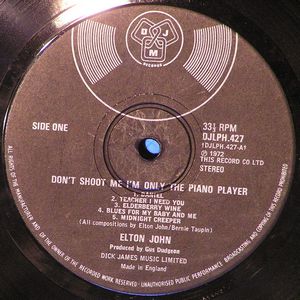 D J M
RECORDS
SIDE ONE
33⅓ RPM
DJLPH.427
1DJLPH.427-A1
℗ 1972
THIS RECORD CO LTD
STEREO
DON'T SHOOT ME I'M ONLY THE PIANO PLAYER
1. DANIEL
2. TEACHER I NEED YOU
3. ELDERBERRY WINE
4. BLUES FOR MY BABY AND ME
5. MIDNIGHT CREEPER
(All compositions by Elton John/Bernie Taupin)
ELTON JOHN
Produced by Gus Dudgeon
DICK JAMES MUSIC LIMITED
Made in England
ALL RIGHTS OF THE MANUFACTURER AND OF THE OWNER OF THE RECORDED WORK RESERVED · UNAUTHORISED PUBLIC PERFORMANCE, BROADCASTING AND COPYING OF THIS RECORD PROHIBITED